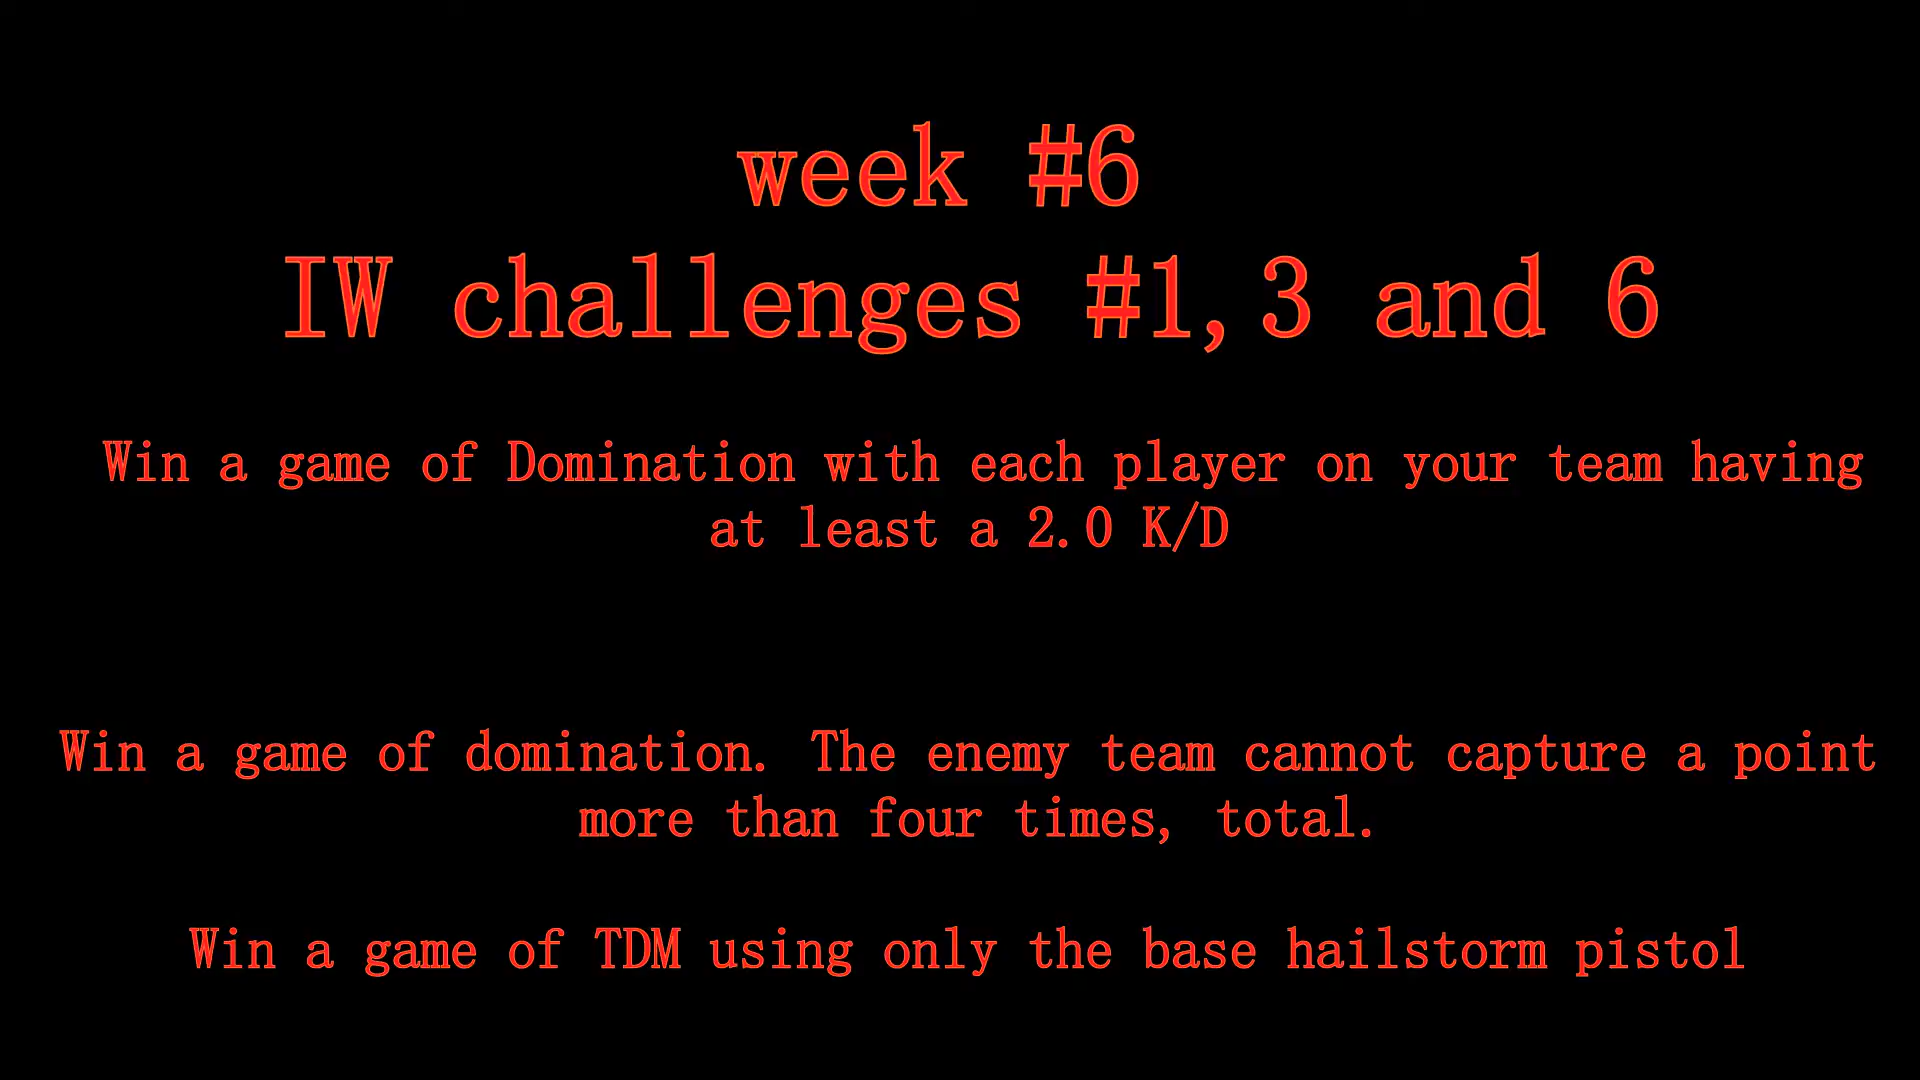 week #6
IW challenges #1,3 and 6
Win a game of Domination with each player on your team having
at least a 2.0 K/D
Win a game of domination. The enemy team cannot capture a point
more than four times, total.
Win a game of TDM using only the base hailstorm pistol